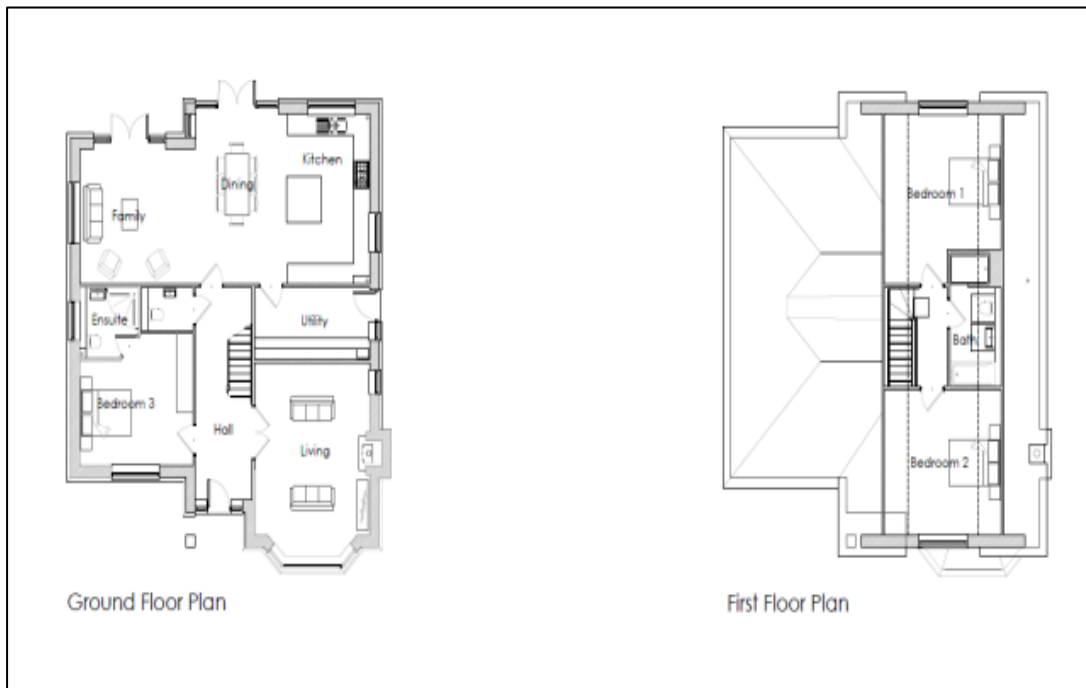 Kitchen
Dining
Family
Ensuite
Utility
Bedroom 3
Hall
Living
Ground Floor Plan
Bedroom 1
Bath
Bedroom 2
First Floor Plan